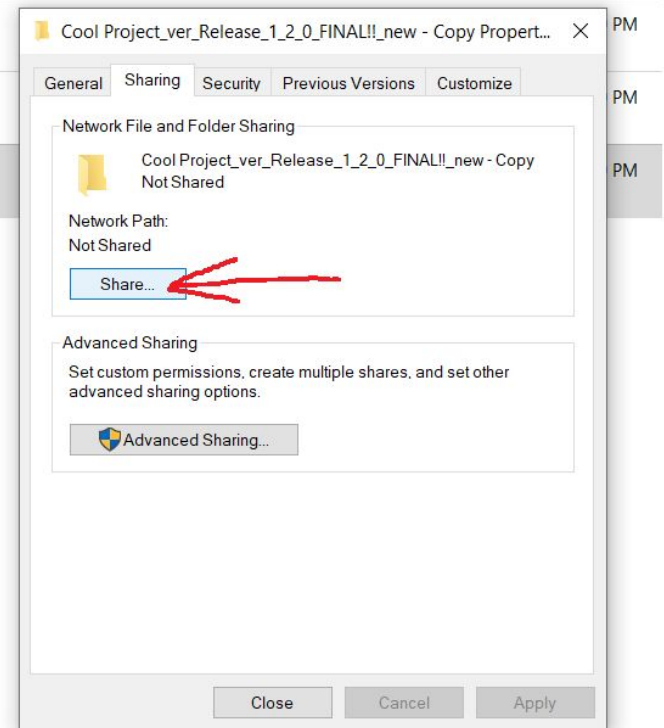 Cool Project_ver_Release_1_2_0_FINAL!!_new - Copy Propert...
PM
General Sharing Security Previous Versions Customize
PM
Network File and Folder Sharing
Cool Project_ver_Release_1_2_0_FINAL!!_new - Copy
Not Shared
PM
Network Path:
Not Shared
Share...
Advanced Sharing
Set custom permissions, create multiple shares, and set other
advanced sharing options.
Advanced Sharing...
Close Cancel Apply